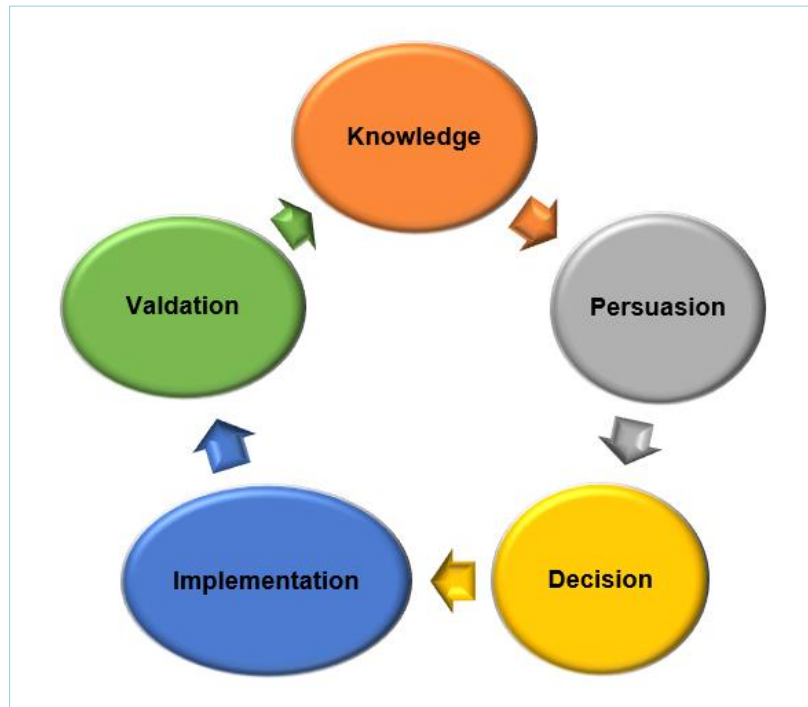 Knowledge
Persuasion
Decision
Implementation
Valdation